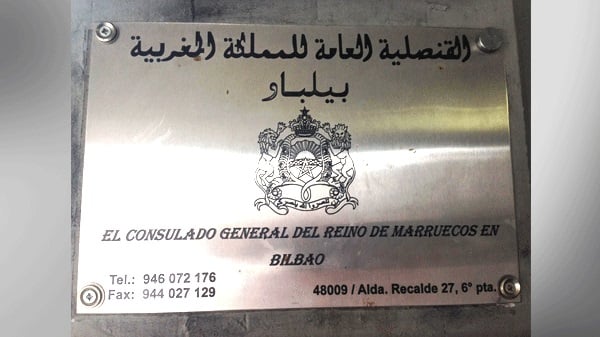 القنصلية العامة للمملكة المغربية
بيلباو
EL CONSULADO GENERAL DEL REINO DE MARRUECOS EN
BILBAO
Tel.: 946 072 176
Fax: 944 027 129
48009 / Alda. Recalde 27, 6º pta.